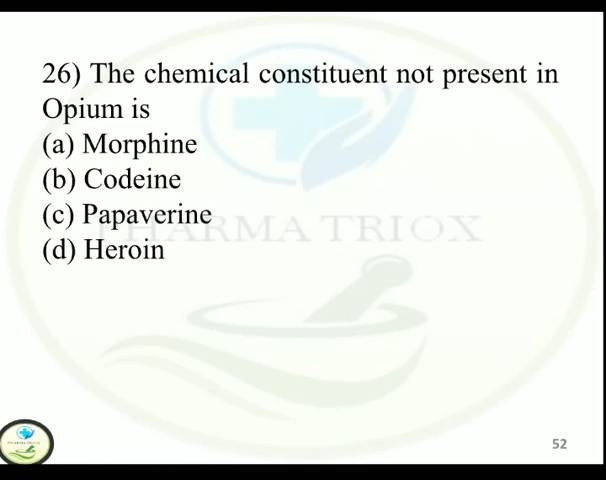 26) The chemical constituent not present in
Opium is
(a) Morphine
(b) Codeine
(c) Papaverine
(d) Heroin
PHARMA TRIOX
52